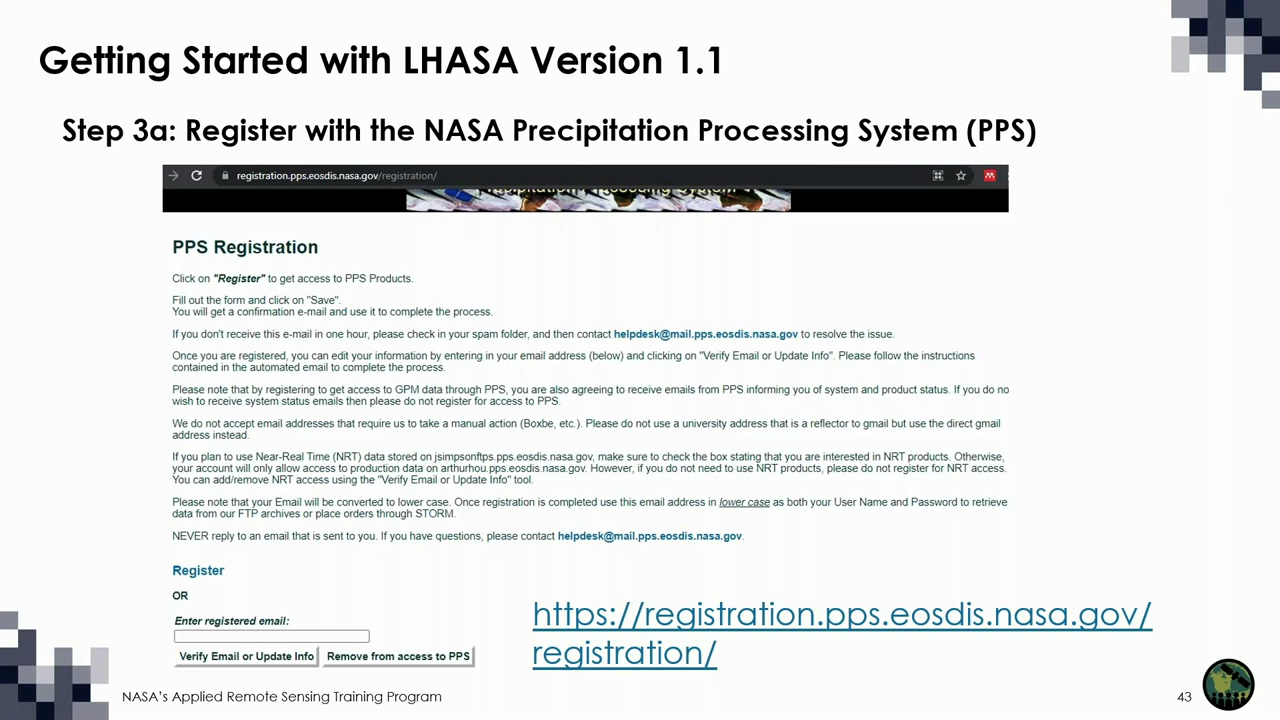 Getting Started with LHASA Version 1.1
Step 3a: Register with the NASA Precipitation Processing System (PPS)
registration.pps.eosdis.nasa.gov/registration/
Precipitation Processing System
PPS Registration
Click on "Register" to get access to PPS Products.
Fill out the form and click on "Save".
You will get a confirmation e-mail and use it to complete the process.
If you don't receive this e-mail in one hour, please check in your spam folder, and then contact helpdesk@mail.pps.eosdis.nasa.gov to resolve the issue.
Once you are registered, you can edit your information by entering in your email address (below) and clicking on "Verify Email or Update Info". Please follow the instructions
contained in the automated email to complete the process.
Please note that by registering to get access to GPM data through PPS, you are also agreeing to receive emails from PPS informing you of system and product status. If you do no
wish to receive system status emails then please do not register for access to PPS.
We do not accept email addresses that require us to take a manual action (Boxbe, etc.). Please do not use a university address that is a reflector to gmail but use the direct gmail
address instead.
If you plan to use Near-Real Time (NRT) data stored on jsimpsonftps.pps.eosdis.nasa.gov, make sure to check the box stating that you are interested in NRT products. Otherwise,
your account will only allow access to production data on arthurhou.pps.eosdis.nasa.gov. However, if you do not need to use NRT products, please do not register for NRT access.
You can add/remove NRT access using the "Verify Email or Update Info" tool.
Please note that your Email will be converted to lower case. Once registration is completed use this email address in lower case as both your User Name and Password to retrieve
data from our FTP archives or place orders through STORM.
NEVER reply to an email that is sent to you. If you have questions, please contact helpdesk@mail.pps.eosdis.nasa.gov.
Register
OR
Enter registered email:
Verify Email or Update Info Remove from access to PPS
https://registration.pps.eosdis.nasa.gov/
registration/
NASA's Applied Remote Sensing Training Program
43